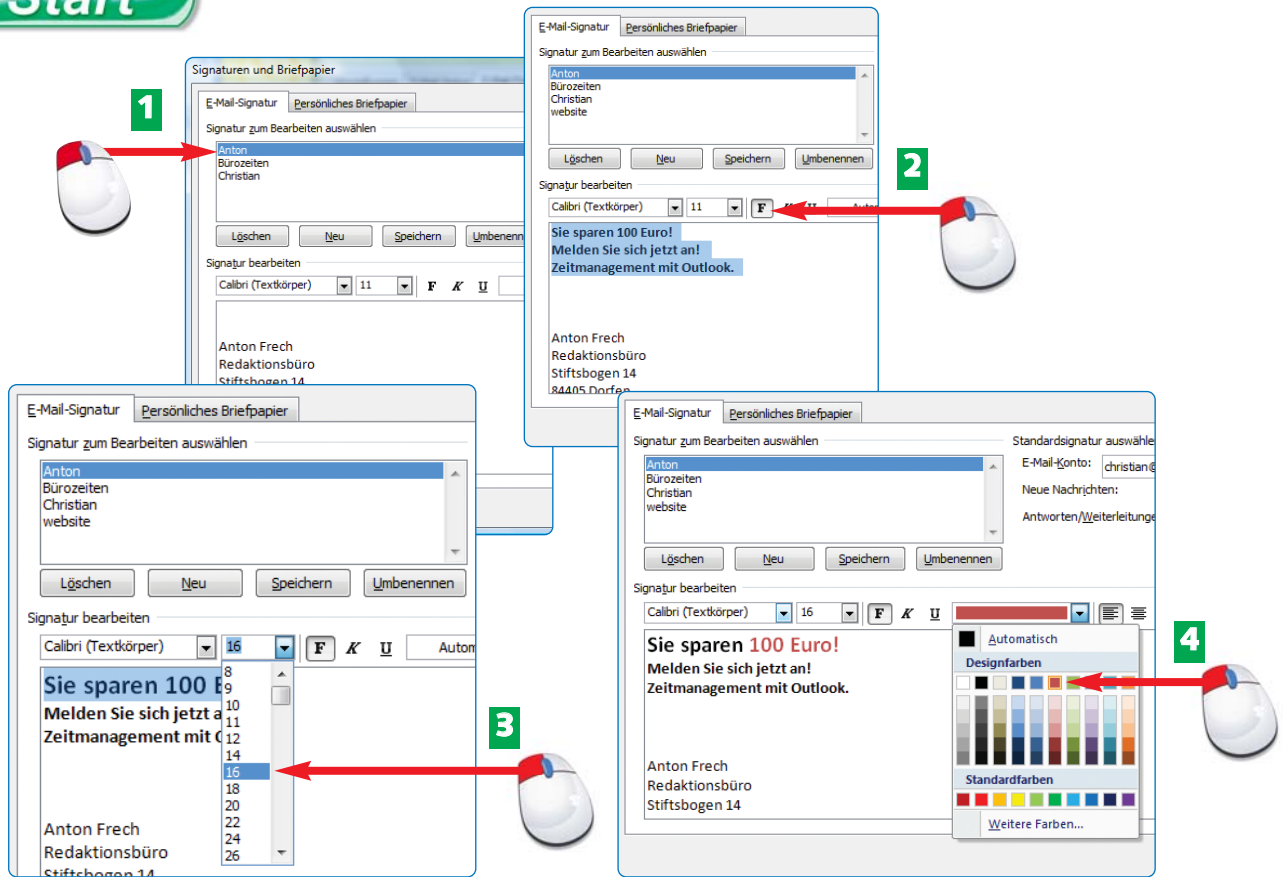 Start
1
Signaturen und Briefpapier
E-Mail-Signatur Persönliches Briefpapier
Signatur zum Bearbeiten auswählen
Anton
Bürozeiten
Christian
Löschen Neu Speichern Umbenenn
Signatur bearbeiten
Calibri (Textkörper) 11 F K U
Anton Frech
Redaktionsbüro
Stiftsbogen 14
2
E-Mail-Signatur Persönliches Briefpapier
Signatur zum Bearbeiten auswählen
Anton
Bürozeiten
Christian
website
Löschen Neu Speichern Umbenennen
Signatur bearbeiten
Calibri (Textkörper) 11 F K U Autom
Sie sparen 100 Euro!
Melden Sie sich jetzt an!
Zeitmanagement mit Outlook.
Anton Frech
Redaktionsbüro
Stiftsbogen 14
84405 Dorfen
3
E-Mail-Signatur Persönliches Briefpapier
Signatur zum Bearbeiten auswählen
Anton
Bürozeiten
Christian
website
Löschen Neu Speichern Umbenennen
Signatur bearbeiten
Calibri (Textkörper) 16 F K U Autom
8
Sie sparen 100 E
9
10
Melden Sie sich jetzt a
11
Zeitmanagement mit O
12
14
16
18
20
22
Anton Frech
24
Redaktionsbüro
26
Stiftsbogen 14
4
E-Mail-Signatur Persönliches Briefpapier
Signatur zum Bearbeiten auswählen Standardsignatur auswähle
Anton
E-Mail-Konto: christian@
Bürozeiten
Christian
Neue Nachrichten:
website
Antworten/Weiterleitunge
Löschen Neu Speichern Umbenennen
Signatur bearbeiten
Calibri (Textkörper) 16 F K U
Sie sparen 100 Euro!
Melden Sie sich jetzt an!
Zeitmanagement mit Outlook.
Anton Frech
Redaktionsbüro
Stiftsbogen 14
Automatisch
Designfarben
Standardfarben
Weitere Farben...